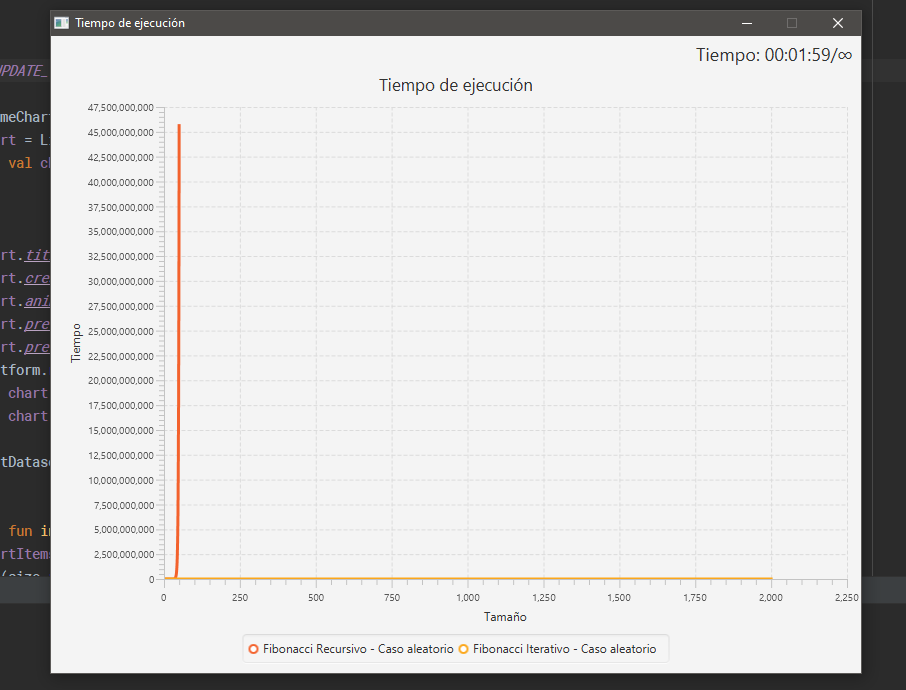 Tiempo de ejecución
Tiempo: 00:01:59/∞
Tiempo de ejecución
47,500,000,000
45,000,000,000
42,500,000,000
40,000,000,000
37,500,000,000
35,000,000,000
32,500,000,000
30,000,000,000
27,500,000,000
25,000,000,000
22,500,000,000
20,000,000,000
17,500,000,000
15,000,000,000
12,500,000,000
10,000,000,000
7,500,000,000
5,000,000,000
2,500,000,000
0
Tiempo
0 250 500 750 1,000 1,250 1,500 1,750 2,000 2,250
Tamaño
Fibonacci Recursivo - Caso aleatorio Fibonacci Iterativo - Caso aleatorio
PDATE_
meChar
rt = L
val c
rt.tit
rt.cre
rt.ani
rt.pre
rt.pre
tform.
chart
chart
tDatas
fun i
rtItem
(size